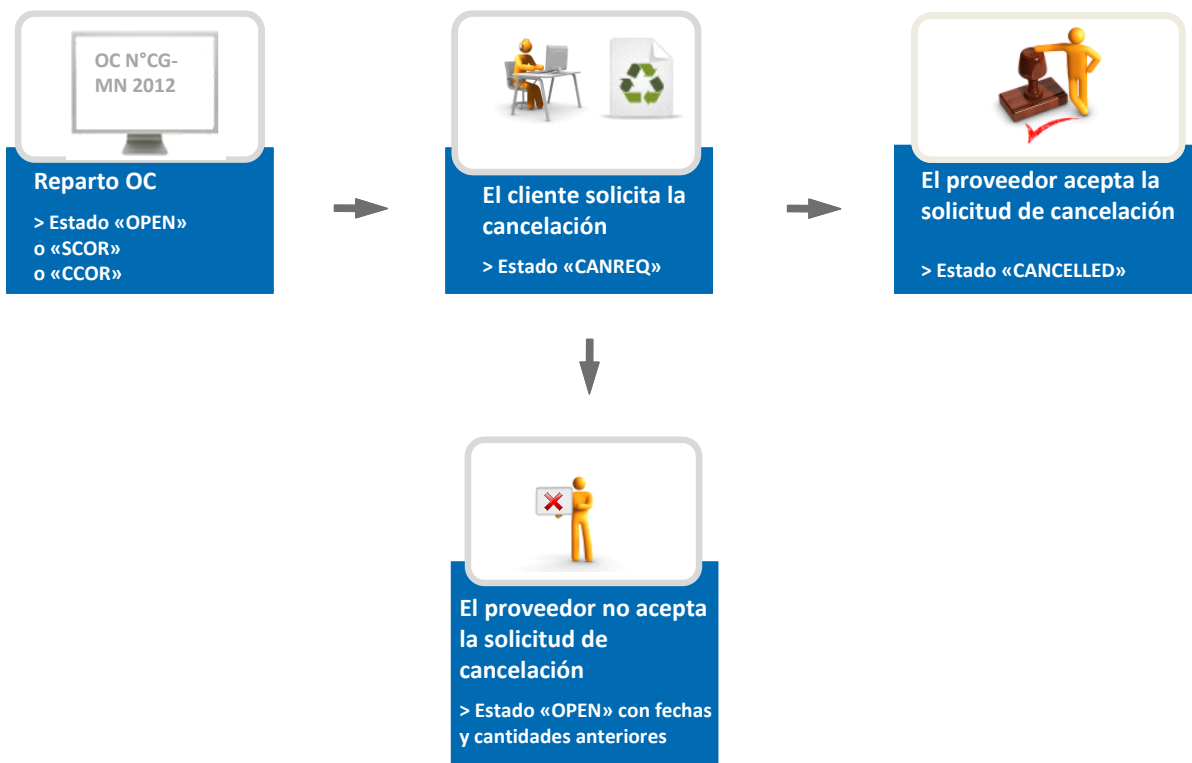 OC N°CG-
MN 2012
Reparto OC
> Estado «OPEN»
o «SCOR»
o «CCOR»
El cliente solicita la
cancelación
> Estado «CANREQ»
El proveedor acepta la
solicitud de cancelación
> Estado «CANCELLED»
El proveedor no acepta
la solicitud de
cancelación
> Estado «OPEN» con fechas
y cantidades anteriores